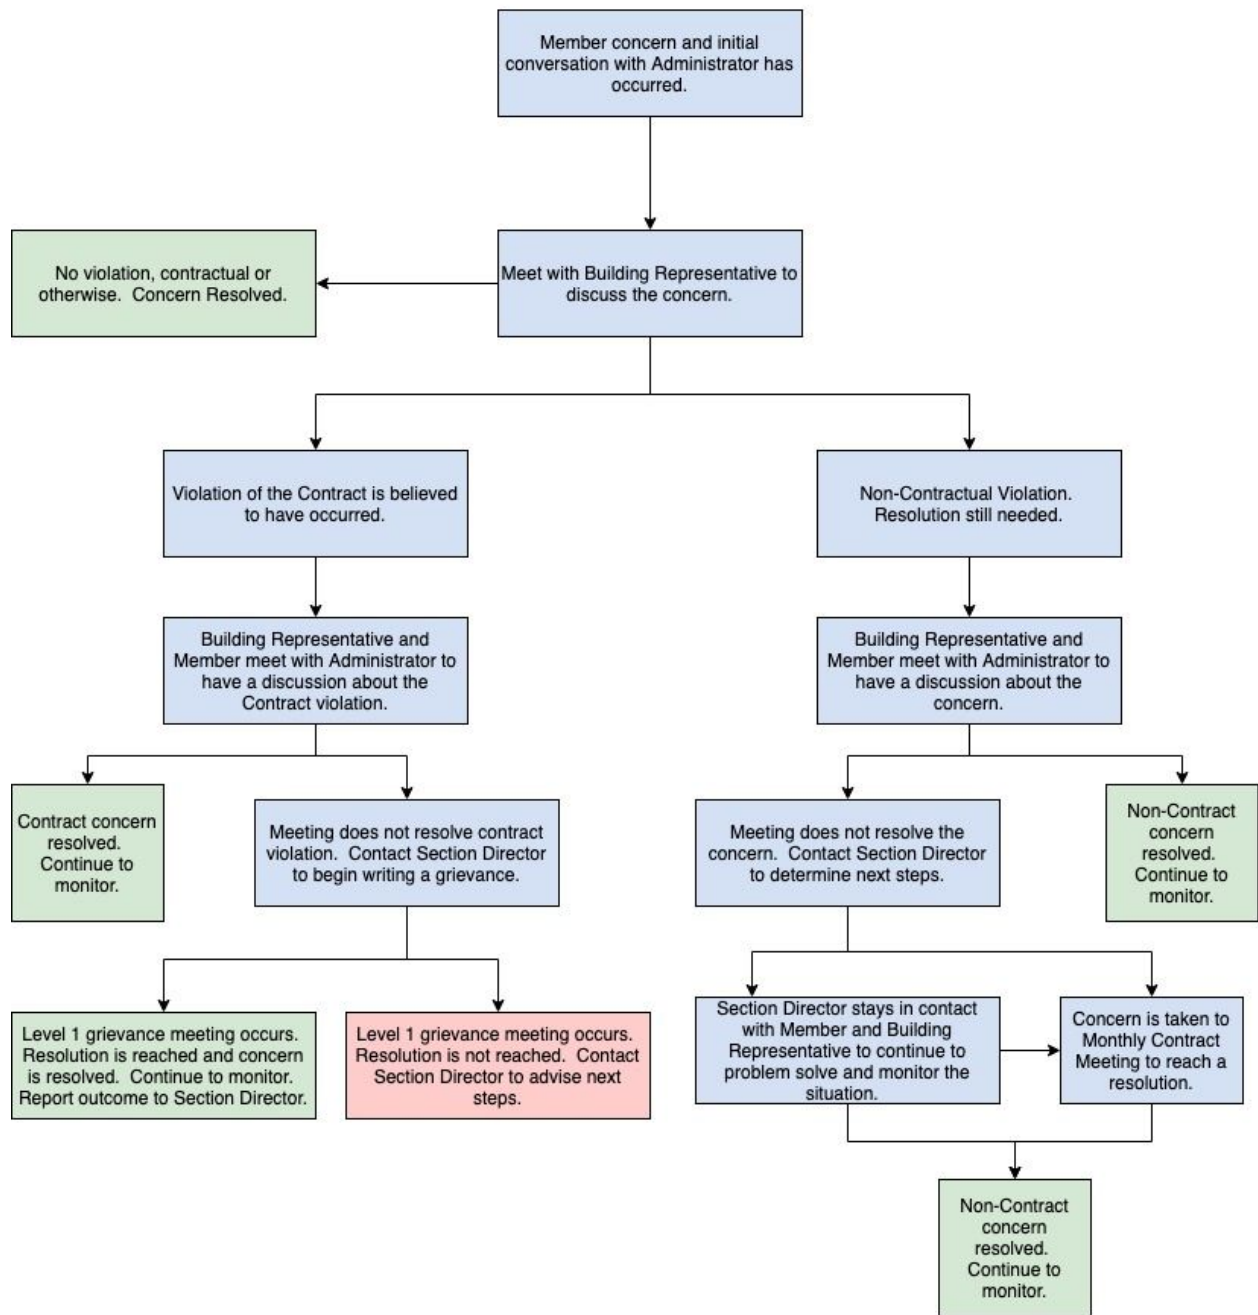 Member concern and initial
conversation with Administrator has
occurred.
No violation, contractual or
otherwise.  Concern Resolved.
Meet with Building Representative to
discuss the concern.
Violation of the Contract is believed
to have occurred.
Non-Contractual Violation.
Resolution still needed.
Building Representative and
Member meet with Administrator to
have a discussion about the
Contract violation.
Building Representative and
Member meet with Administrator to
have a discussion about the
concern.
Contract concern
resolved.
Continue to
monitor.
Meeting does not resolve contract
violation.  Contact Section Director
to begin writing a grievance.
Meeting does not resolve the
concern.  Contact Section Director
to determine next steps.
Non-Contract
concern
resolved.
Continue to
monitor.
Level 1 grievance meeting occurs.
Resolution is reached and concern
is resolved.  Continue to monitor.
Report outcome to Section Director.
Level 1 grievance meeting occurs.
Resolution is not reached.  Contact
Section Director to advise next
steps.
Section Director stays in contact
with Member and Building
Representative to continue to
problem solve and monitor the
situation.
Concern is taken to
Monthly Contract
Meeting to reach a
resolution.
Non-Contract
concern
resolved.
Continue to
monitor.